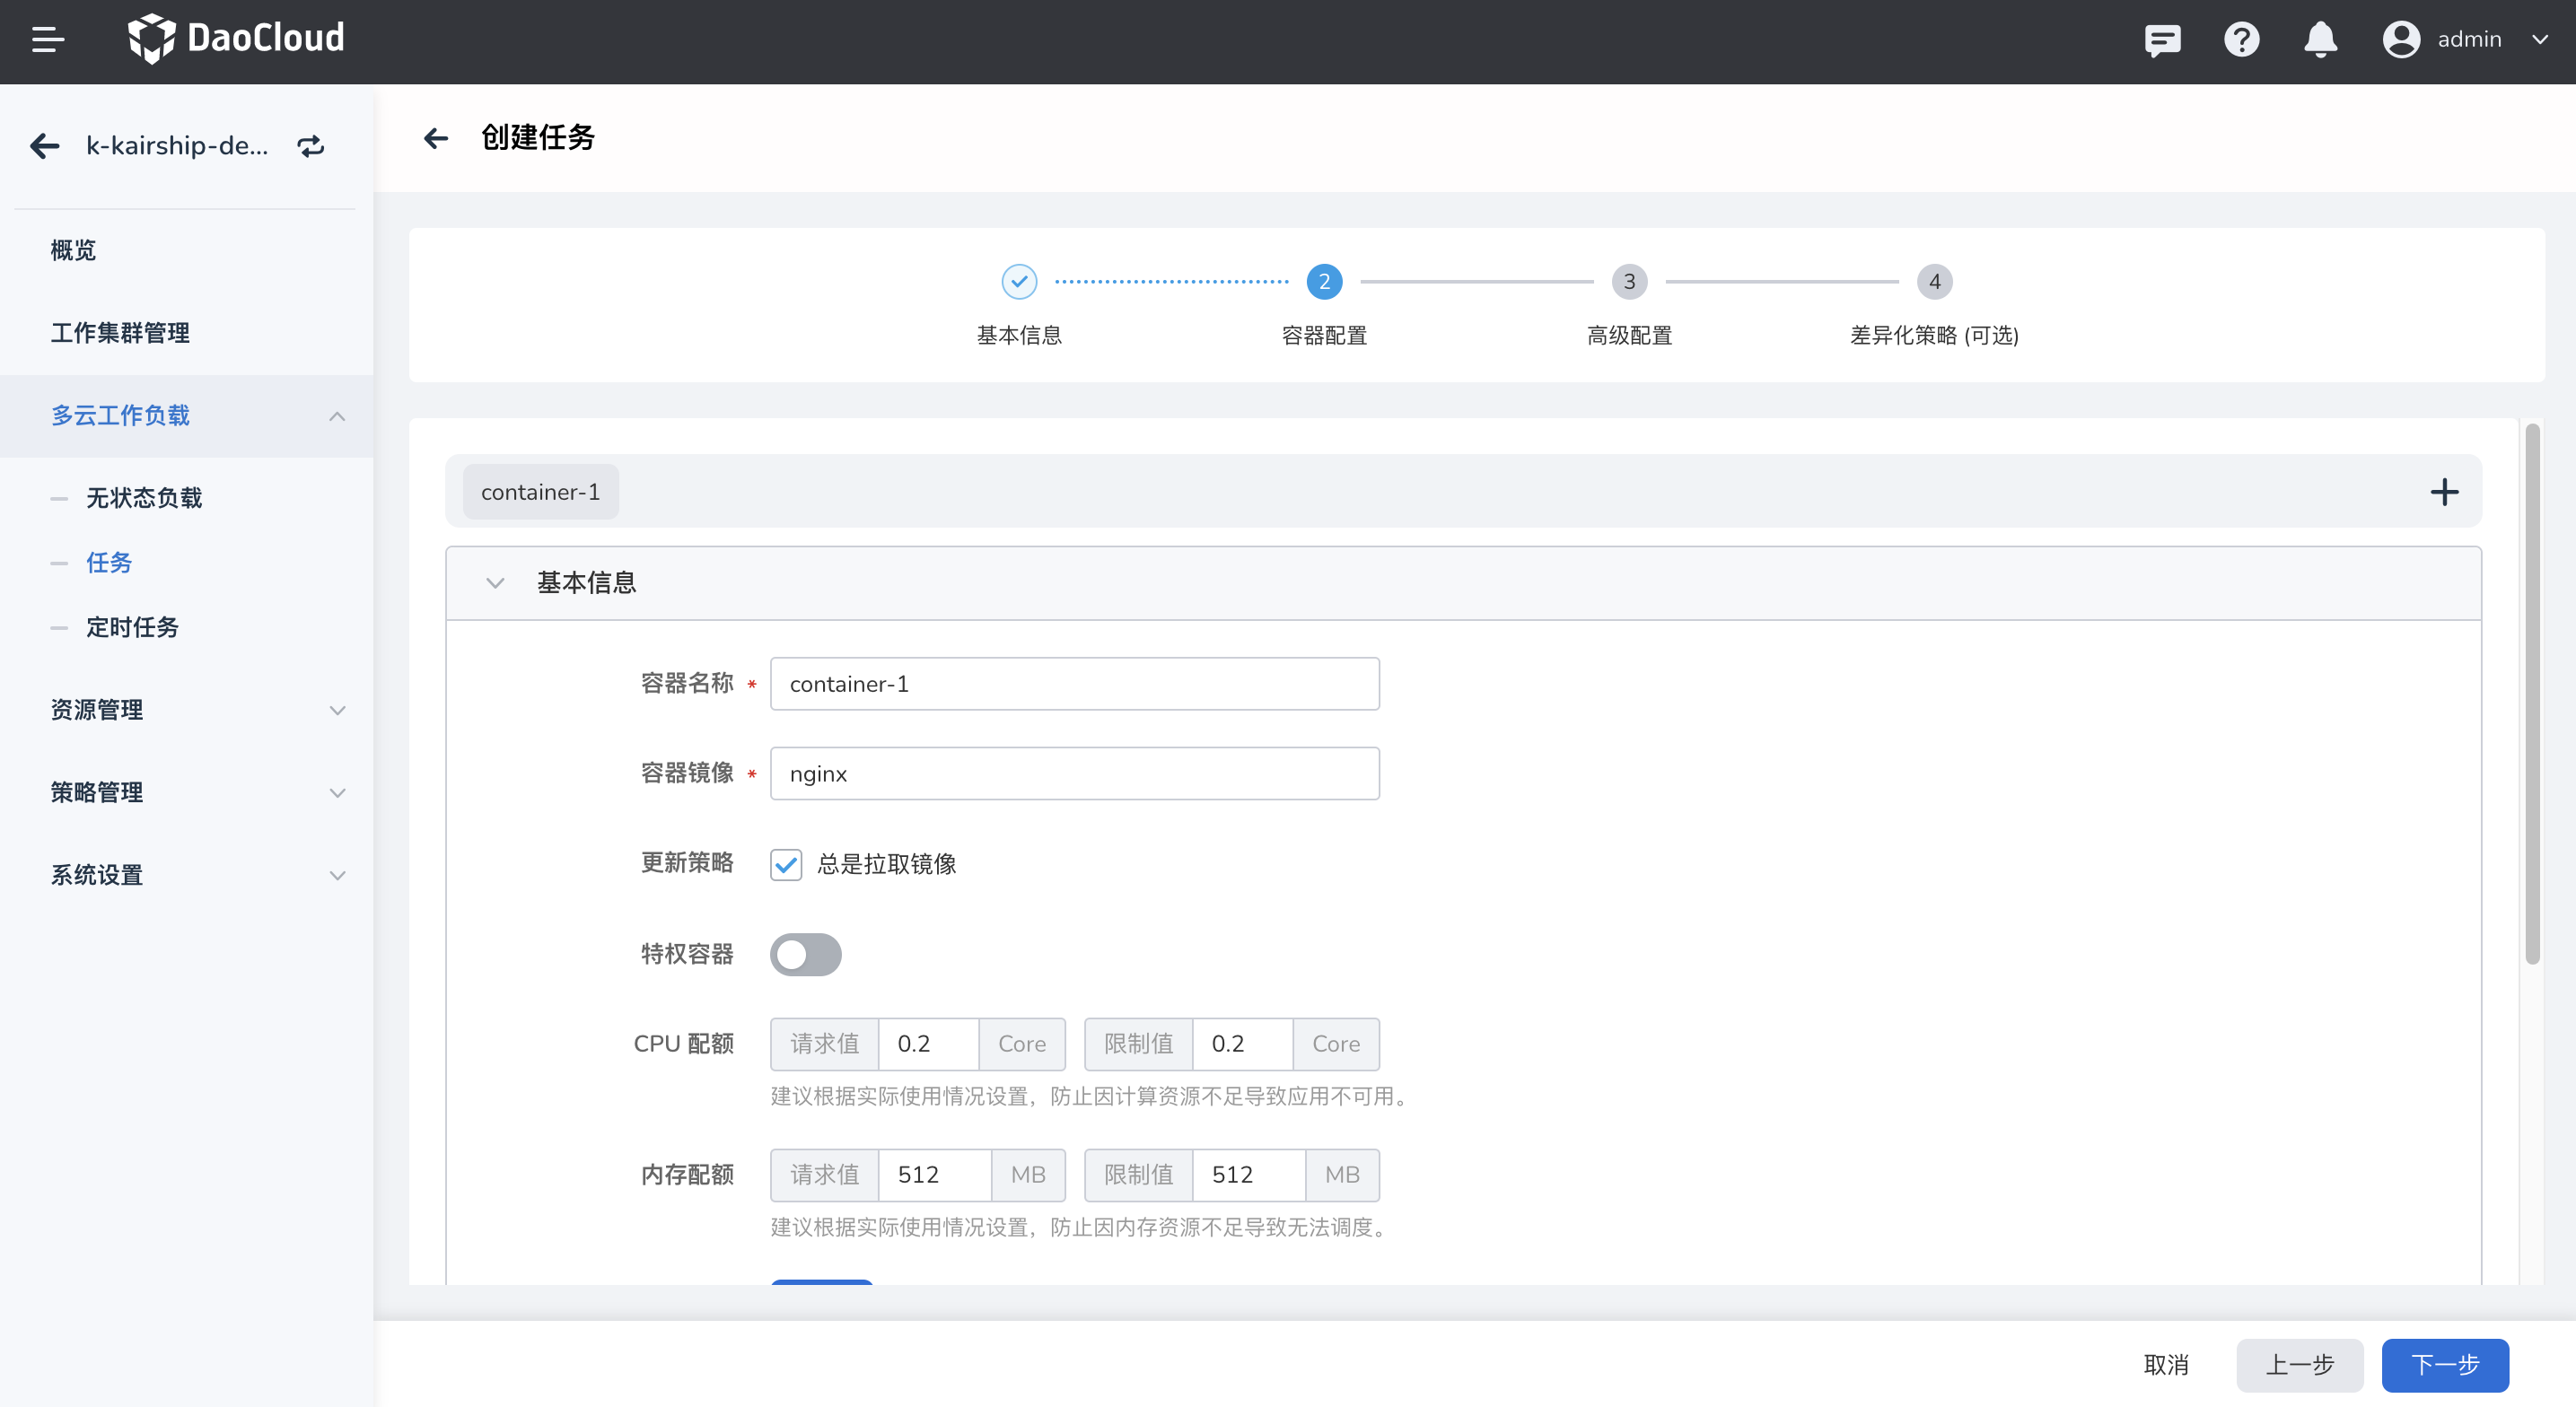 DaoCloud
admin
k-kairship-de...
创建任务
概览
工作集群管理
多云工作负载
无状态负载
任务
定时任务
资源管理
策略管理
系统设置
2
3
4
基本信息
容器配置
高级配置
差异化策略 (可选)
container-1
基本信息
容器名称 *
container-1
容器镜像 *
nginx
更新策略
总是拉取镜像
特权容器
CPU 配额
请求值 0.2 Core
限制值 0.2 Core
建议根据实际使用情况设置，防止因计算资源不足导致应用不可用。
内存配额
请求值 512 MB
限制值 512 MB
建议根据实际使用情况设置，防止因内存资源不足导致无法调度。
取消
上一步
下一步